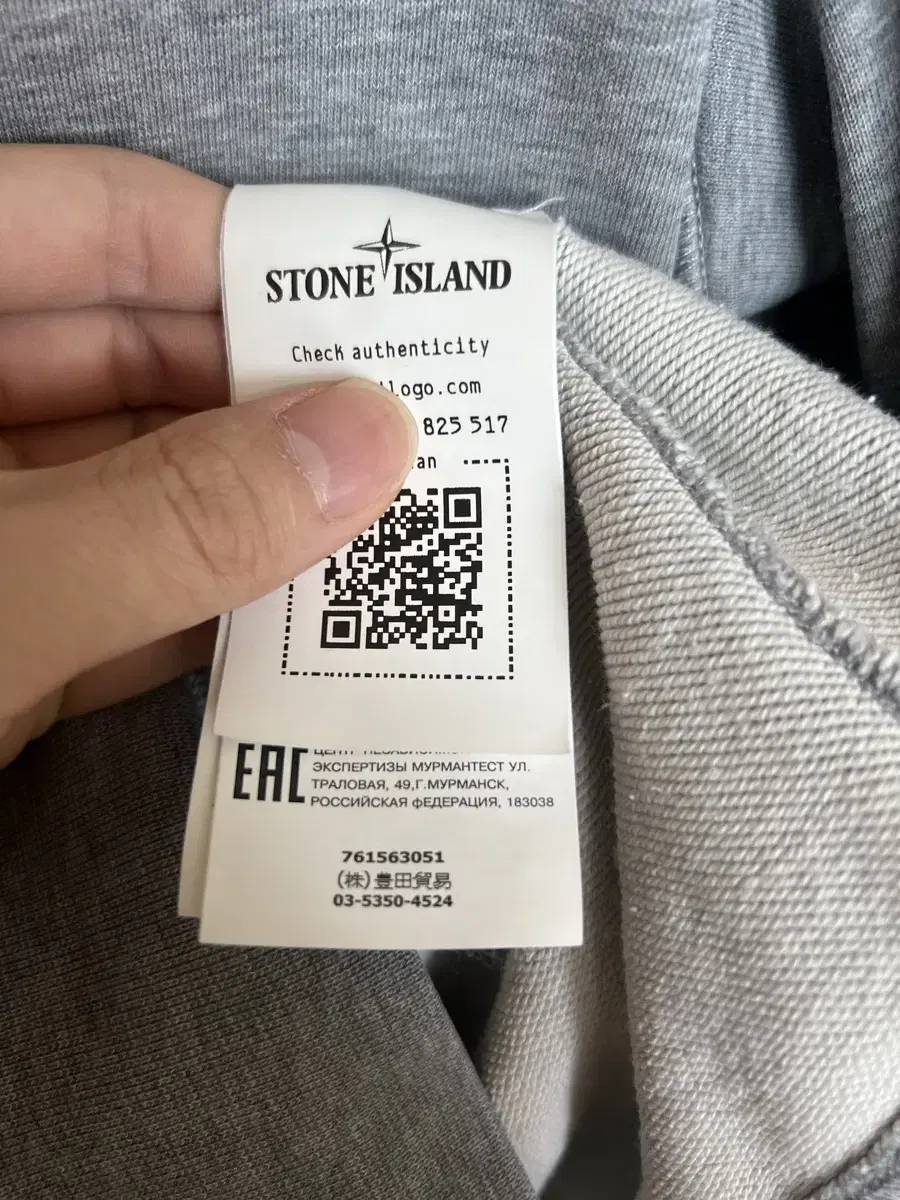 STONE ISLAND
Check authenticity
logo.com
825 517
EAC
ЭКСПЕРТИЗЫ МУРМАНТЕСТ УЛ.
ТРАЛОВАЯ, 49,Г.МУРМАНСК,
РОССИЙСКАЯ ФЕДЕРАЦИЯ, 183038
761563051
(株)豊田貿易
03-5350-4524